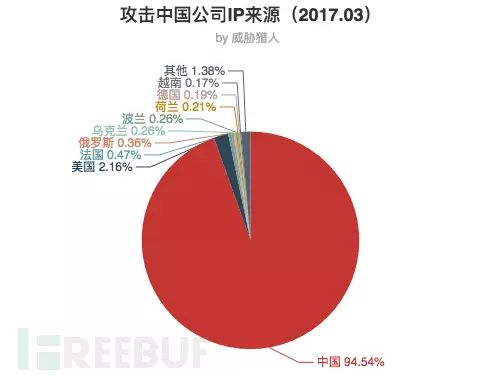 攻击中国公司IP来源（2017.03）
by 威胁猎人
其他 1.38%
越南 0.17%
德国 0.19%
荷兰 0.21%
波兰 0.26%
乌克兰 0.26%
俄罗斯 0.36%
法国 0.47%
美国 2.16%
中国 94.54%
FREEBUF